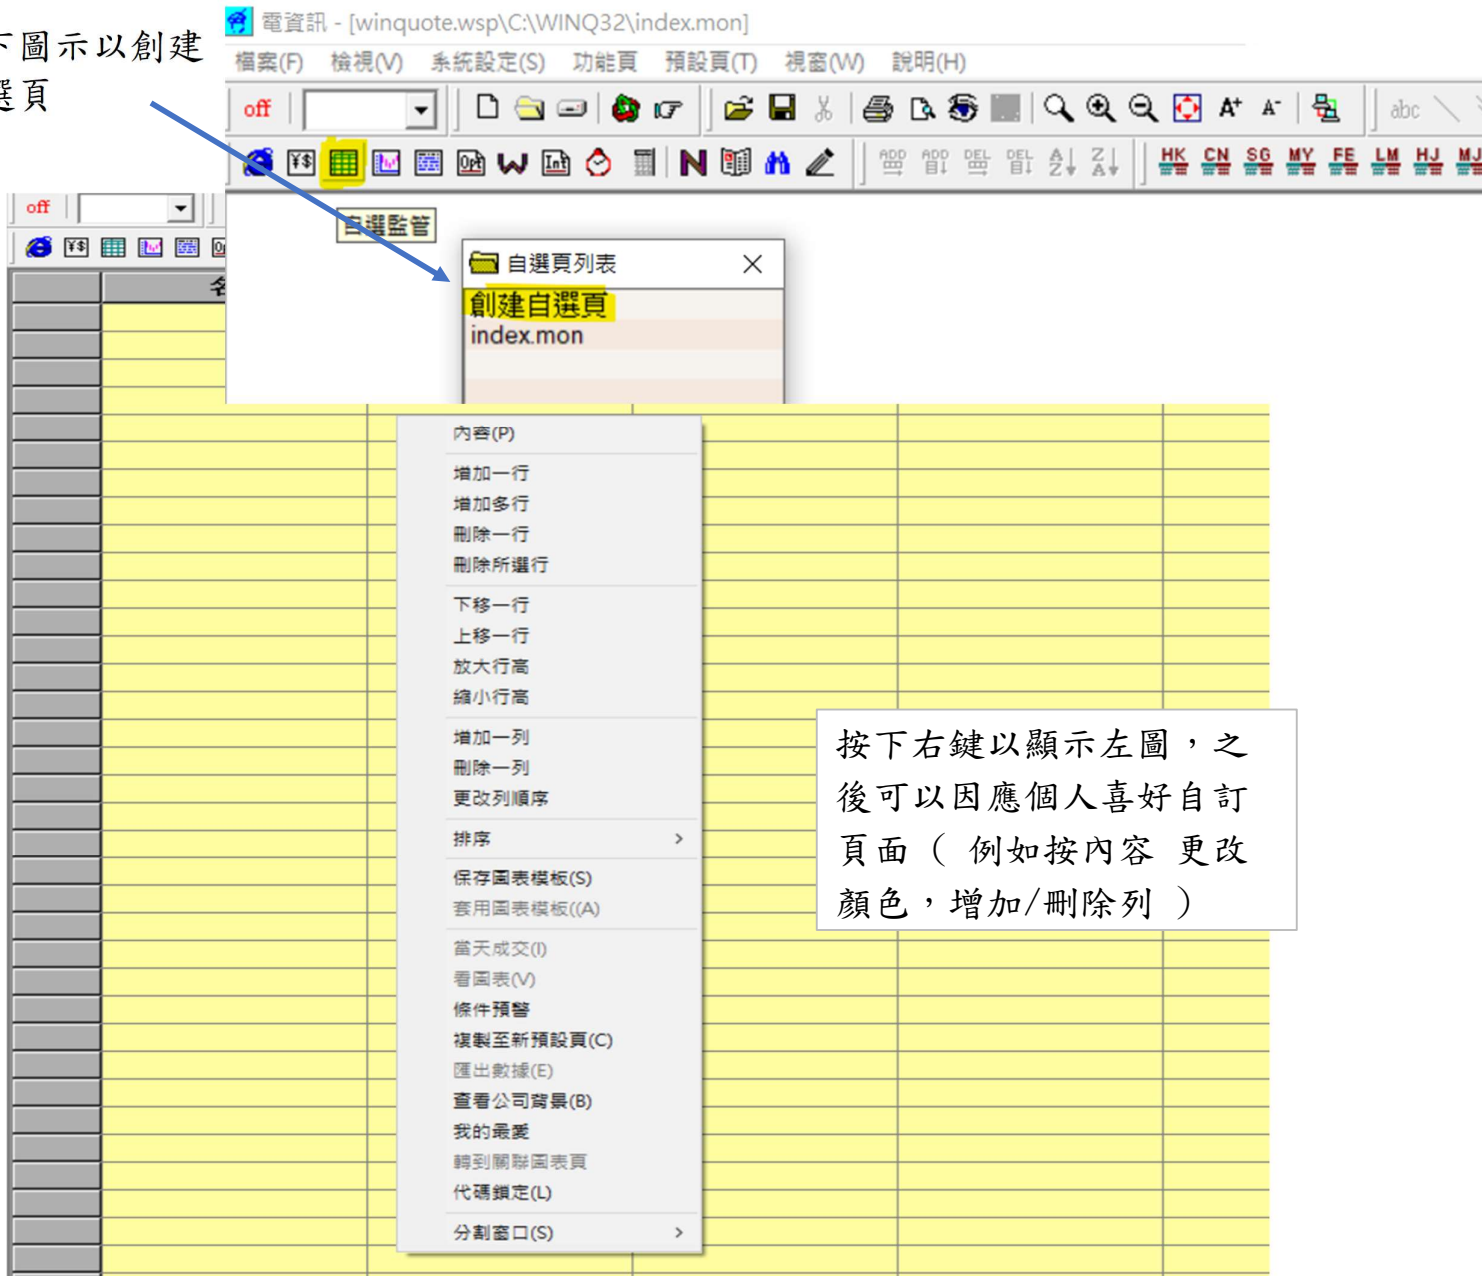 下圖示以創建
選頁
電資訊 - [winquote.wsp\C:\WINQ32\index.mon]
檔案(F) 檢視(V) 系統設定(S) 功能頁 預設頁(T) 視窗(W) 說明(H)
off
A+ A-
abc
¥$
Opt
Int
N
ADD ADD DEL DEL A Z Z A
HK CN SG MY FE LM HJ MJ
off
¥$
自選監管
自選頁列表
創建自選頁
index.mon
名
內容(P)
增加一行
增加多行
刪除一行
刪除所選行
下移一行
上移一行
放大行高
縮小行高
增加一列
刪除一列
更改列順序
排序
保存圖表模板(S)
套用圖表模板((A)
當天成交(I)
看圖表(V)
條件預警
複製至新預設頁(C)
匯出數據(E)
查看公司背景(B)
我的最愛
轉到關聯圖表頁
代碼鎖定(L)
分割窗口(S)
按下右鍵以顯示左圖，之
後可以因應個人喜好自訂
頁面（ 例如按內容 更改
顏色，增加/刪除列 ）